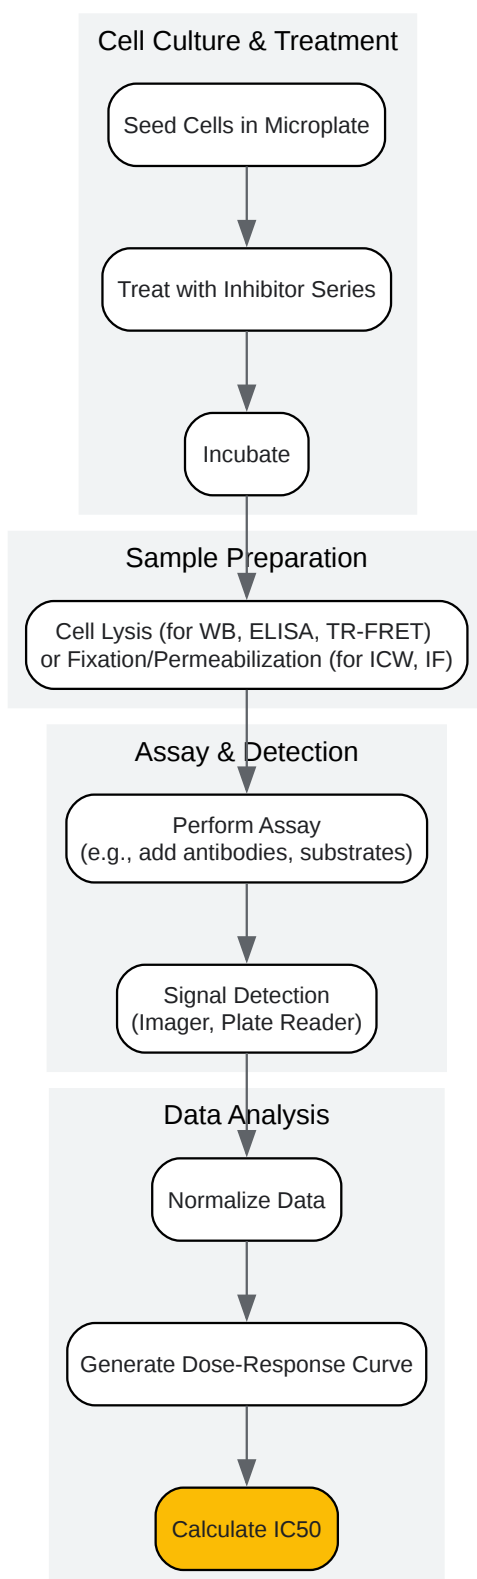 Cell Culture & Treatment
Seed Cells in Microplate
Treat with Inhibitor Series
Incubate
Sample Preparation
Cell Lysis (for WB, ELISA, TR-FRET)
or Fixation/Permeabilization (for ICW, IF)
Assay & Detection
Perform Assay
(e.g., add antibodies, substrates)
Signal Detection
(Imager, Plate Reader)
Data Analysis
Normalize Data
Generate Dose-Response Curve
Calculate IC50